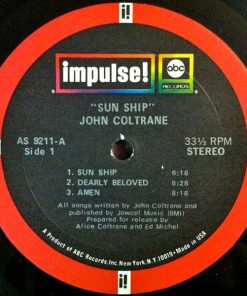 i!
impulse!
abc
RECORDS
"SUN SHIP"
JOHN COLTRANE
AS 9211-A
Side 1
33⅓ RPM
STEREO
1. SUN SHIP 6:16
2. DEARLY BELOVED 6:28
3. AMEN 8:18
All songs written by John Coltrane and
published by Jowcol Music (BMI)
Prepared for release by
Alice Coltrane and Ed Michel
A Product of ABC Records, Inc. New York, N.Y. 10019 • Made in USA
i!